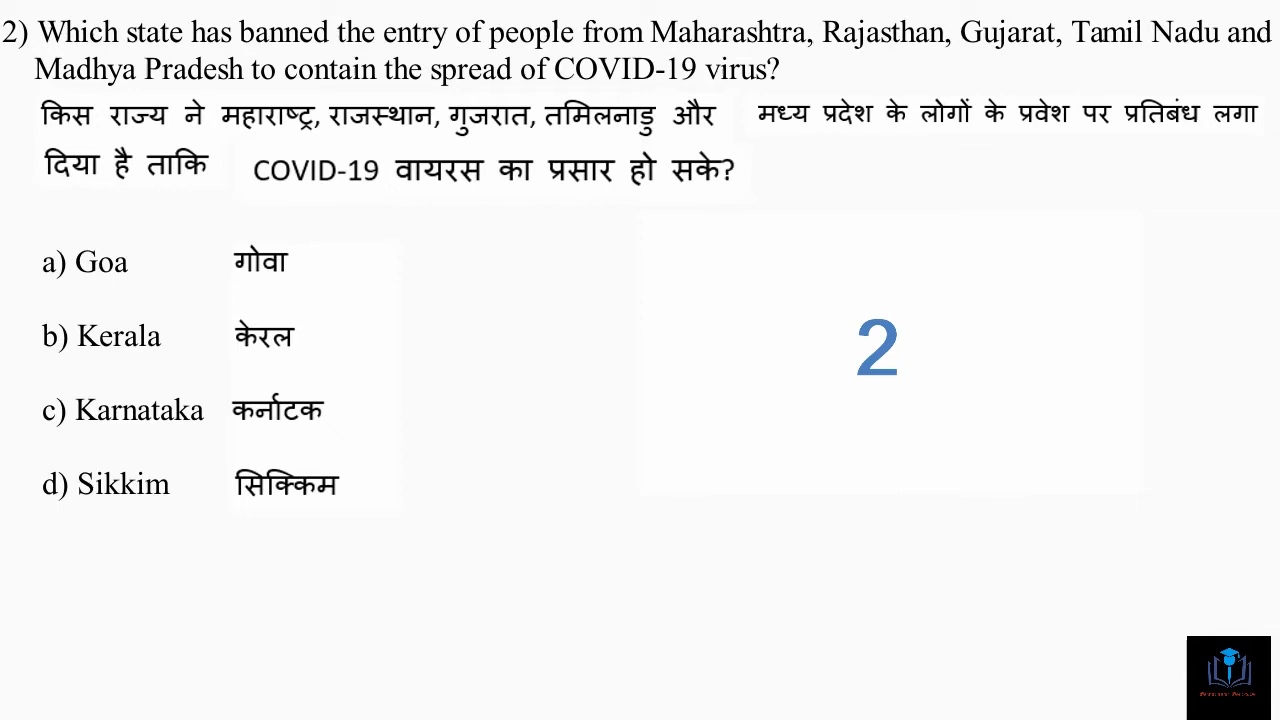 2) Which state has banned the entry of people from Maharashtra, Rajasthan, Gujarat, Tamil Nadu and
Madhya Pradesh to contain the spread of COVID-19 virus?
किस राज्य ने महाराष्ट्र, राजस्थान, गुजरात, तमिलनाडु और मध्य प्रदेश के लोगों के प्रवेश पर प्रतिबंध लगा
दिया है ताकि COVID-19 वायरस का प्रसार हो सके?
a) Goa गोवा
b) Kerala केरल
2
c) Karnataka कर्नाटक
d) Sikkim सिक्किम